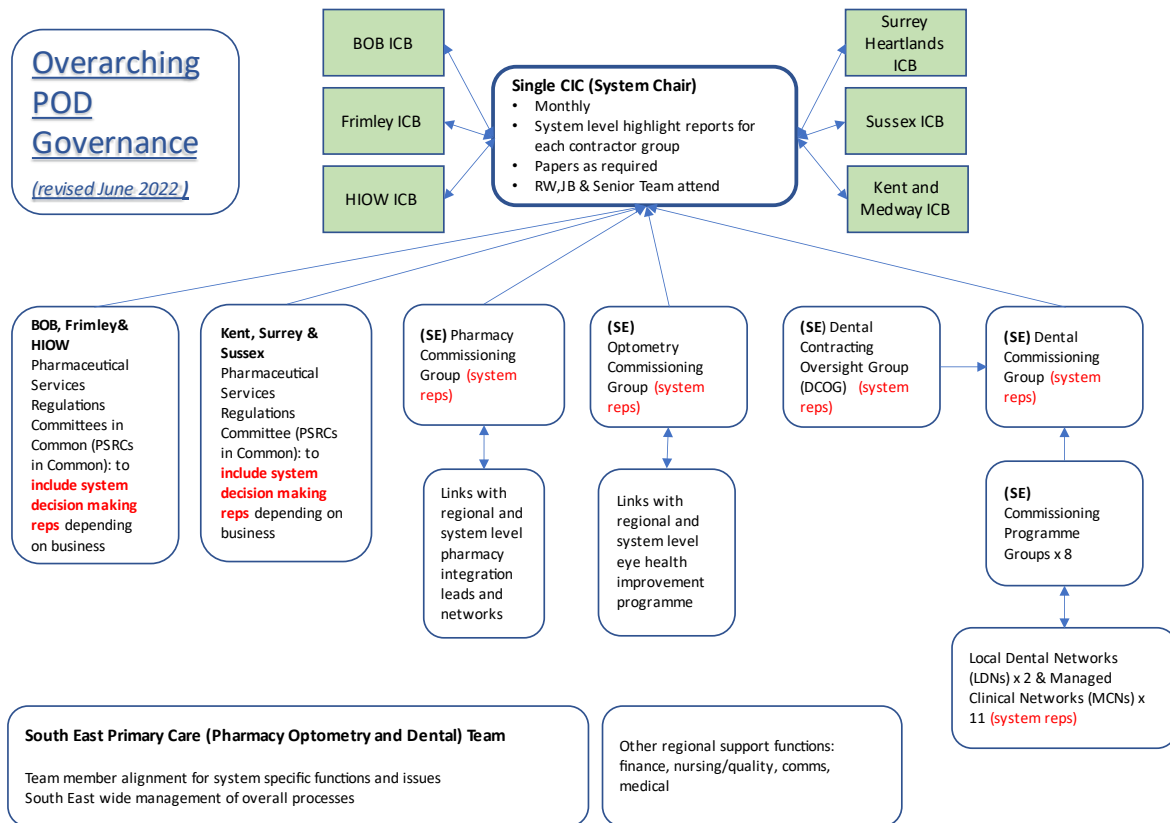 Overarching
POD
Governance
(revised June 2022 )
BOB ICB
Frimley ICB
HIOW ICB
Single CIC (System Chair)
• Monthly
• System level highlight reports for
each contractor group
• Papers as required
• RW,JB & Senior Team attend
Surrey
Heartlands
ICB
Sussex ICB
Kent and
Medway ICB
BOB, Frimley&
HIOW
Pharmaceutical
Services
Regulations
Committees in
Common (PSRCs
in Common): to
include system
decision making
reps depending
on business
Kent, Surrey &
Sussex
Pharmaceutical
Services
Regulations
Committee (PSRCs
in Common): to
include system
decision making
reps depending on
business
(SE) Pharmacy
Commissioning
Group (system
reps)
(SE)
Optometry
Commissioning
Group (system
reps)
(SE) Dental
Contracting
Oversight Group
(DCOG) (system
reps)
(SE) Dental
Commissioning
Group (system
reps)
Links with
regional and
system level
pharmacy
integration
leads and
networks
Links with
regional and
system level
eye health
improvement
programme
(SE)
Commissioning
Programme
Groups x 8
Local Dental Networks
(LDNs) x 2 & Managed
Clinical Networks (MCNs) x
11 (system reps)
South East Primary Care (Pharmacy Optometry and Dental) Team
Team member alignment for system specific functions and issues
South East wide management of overall processes
Other regional support functions:
finance, nursing/quality, comms,
medical